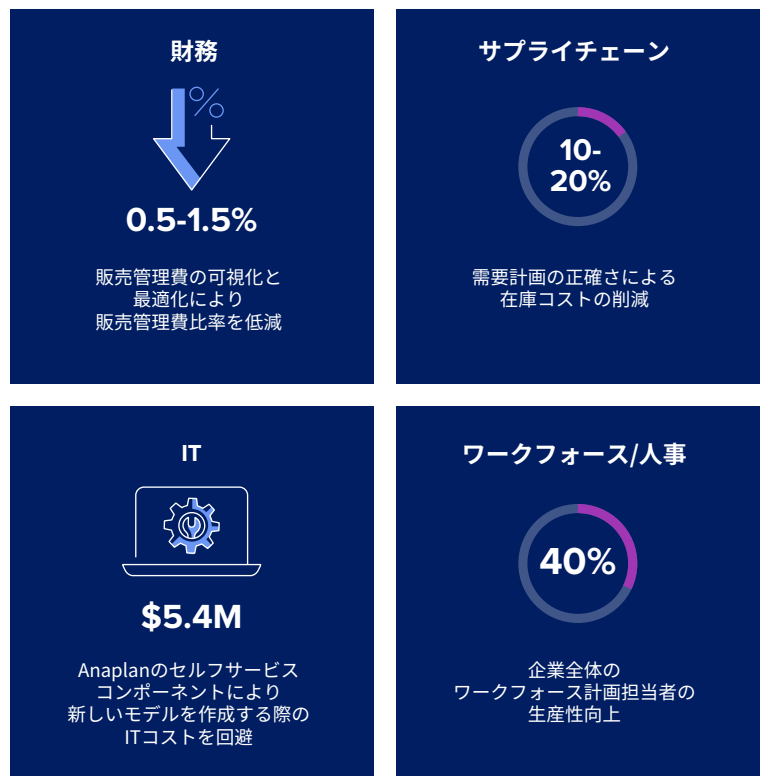 財務
%
0.5-1.5%
販売管理費の可視化と
最適化により
販売管理費比率を低減
サプライチェーン
10-
20%
需要計画の正確さによる
在庫コストの削減
IT
$5.4M
Anaplanのセルフサービス
コンポーネントにより
新しいモデルを作成する際の
ITコストを回避
ワークフォース/人事
40%
企業全体の
ワークフォース計画担当者の
生産性向上